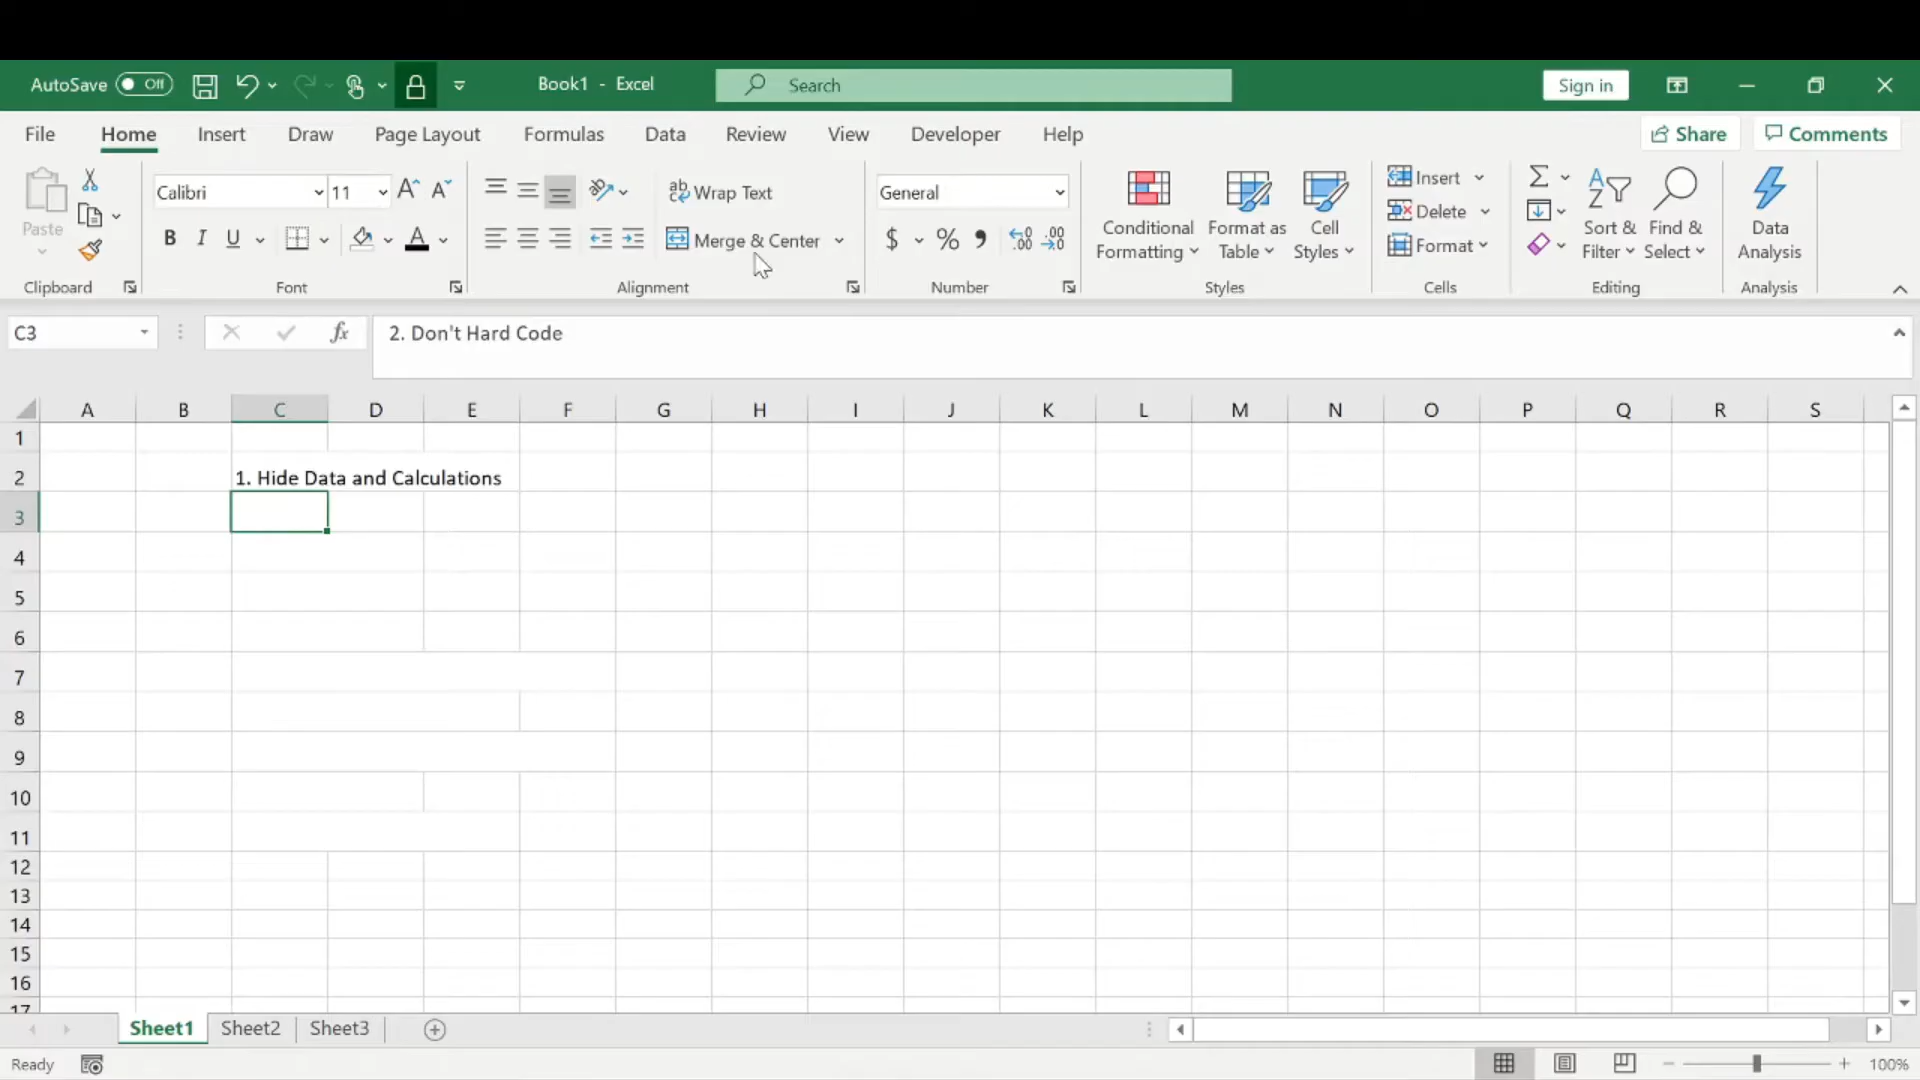 AutoSave Off Book1 - Excel Search Sign in
File Home Insert Draw Page Layout Formulas Data Review View Developer Help Share Comments
Paste Calibri 11 A A Wrap Text General Conditional Formatting Format as Table Cell Styles Insert Σ Sort & Filter Find & Select Data Analysis
Delete
B I U A Merge & Center $ % Format
Clipboard Font Alignment Number Styles Cells Editing Analysis
C3 fx 2. Don't Hard Code
A B C D E F G H I J K L M N O P Q R S
1
2 1. Hide Data and Calculations
3
4
5
6
7
8
9
10
11
12
13
14
15
16
17
Sheet1 Sheet2 Sheet3
Ready 100%